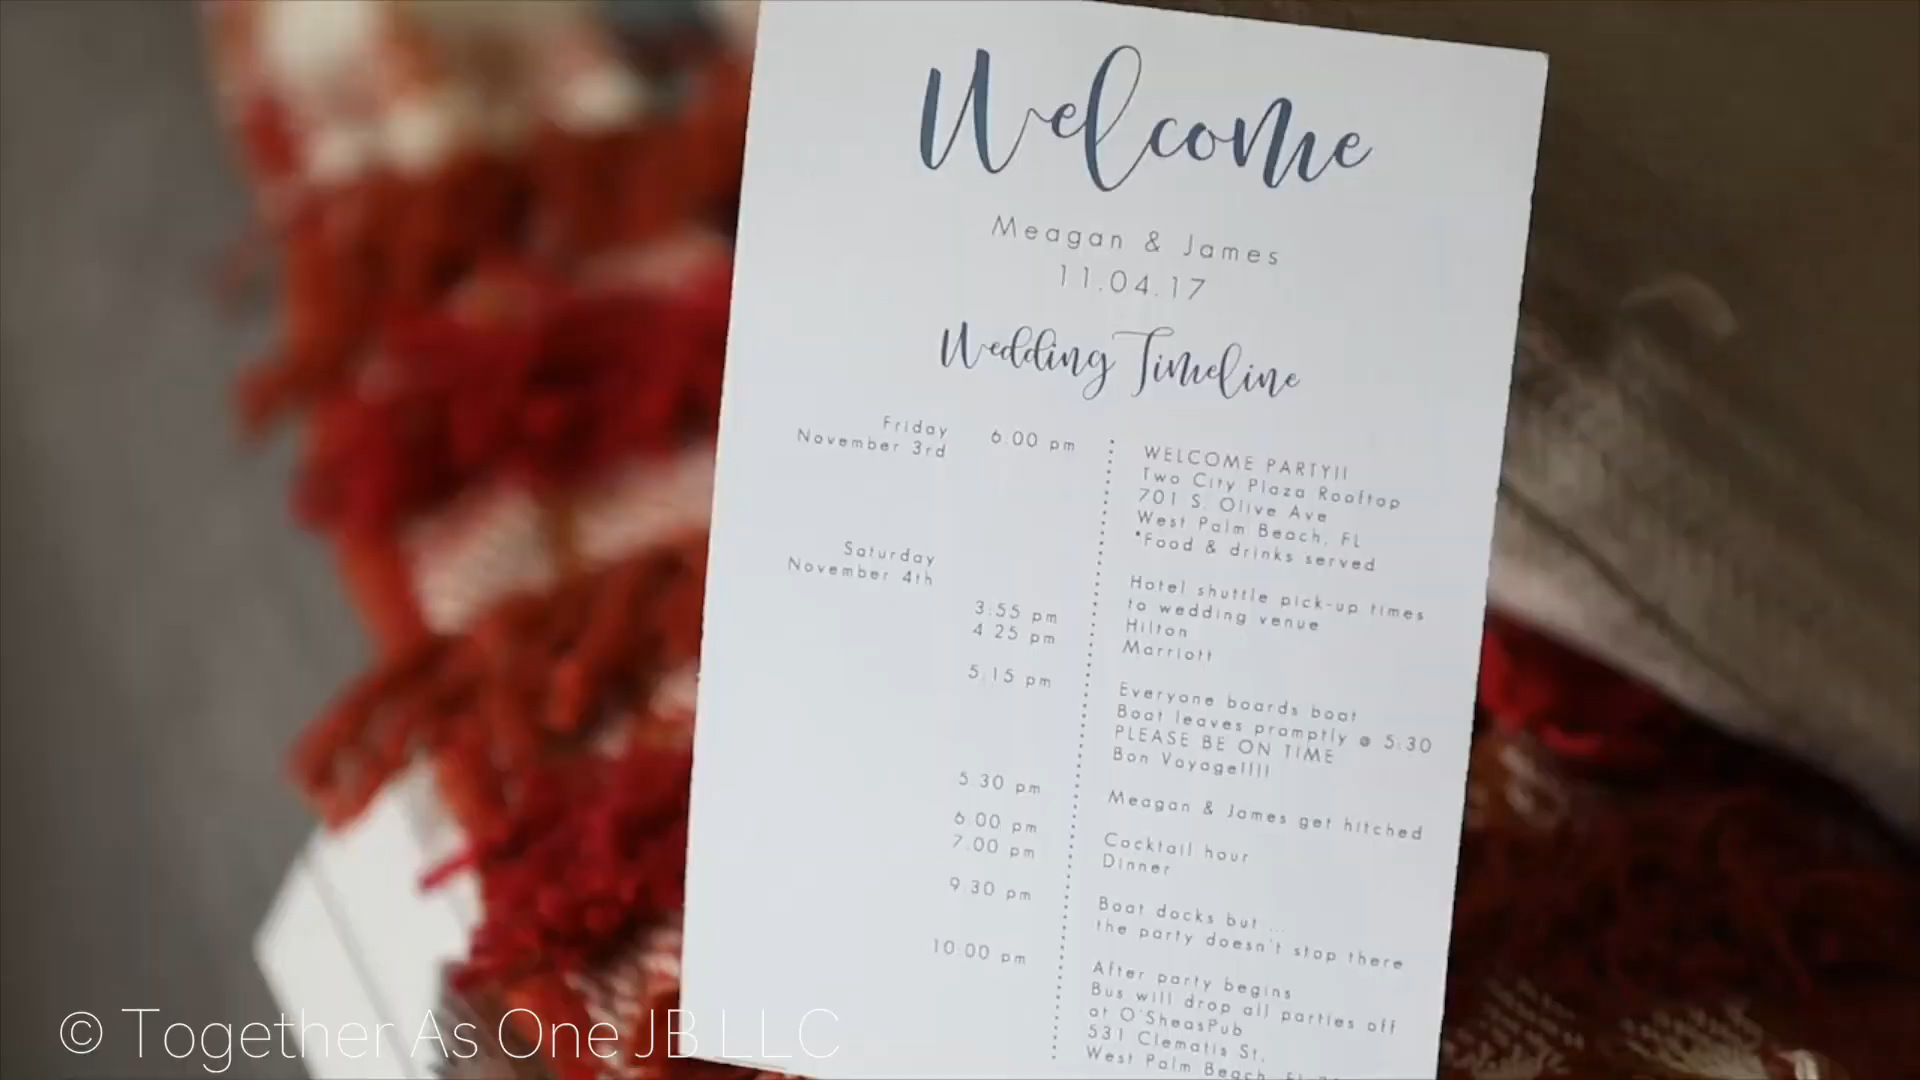 Welcome
Meagan & James
11.04.17
Wedding Timeline
Friday
November 3rd
6:00 pm
WELCOME PARTY!!
Two City Plaza Rooftop
701 S. Olive Ave
West Palm Beach, FL
*Food & drinks served
Saturday
November 4th
Hotel shuttle pick-up times
to wedding venue
3:55 pm Hilton
4:25 pm Marriott
5:15 pm Everyone boards boat
Boat leaves promptly @ 5:30
PLEASE BE ON TIME
Bon Voyage!!!!
5:30 pm Meagan & James get hitched
6:00 pm Cocktail hour
7:00 pm Dinner
9:30 pm Boat docks but ...
the party doesn't stop there
10:00 pm After party begins
Bus will drop all parties off
at O'SheasPub
531 Clematis St.
West Palm Beach, FL
© Together As One JB LLC